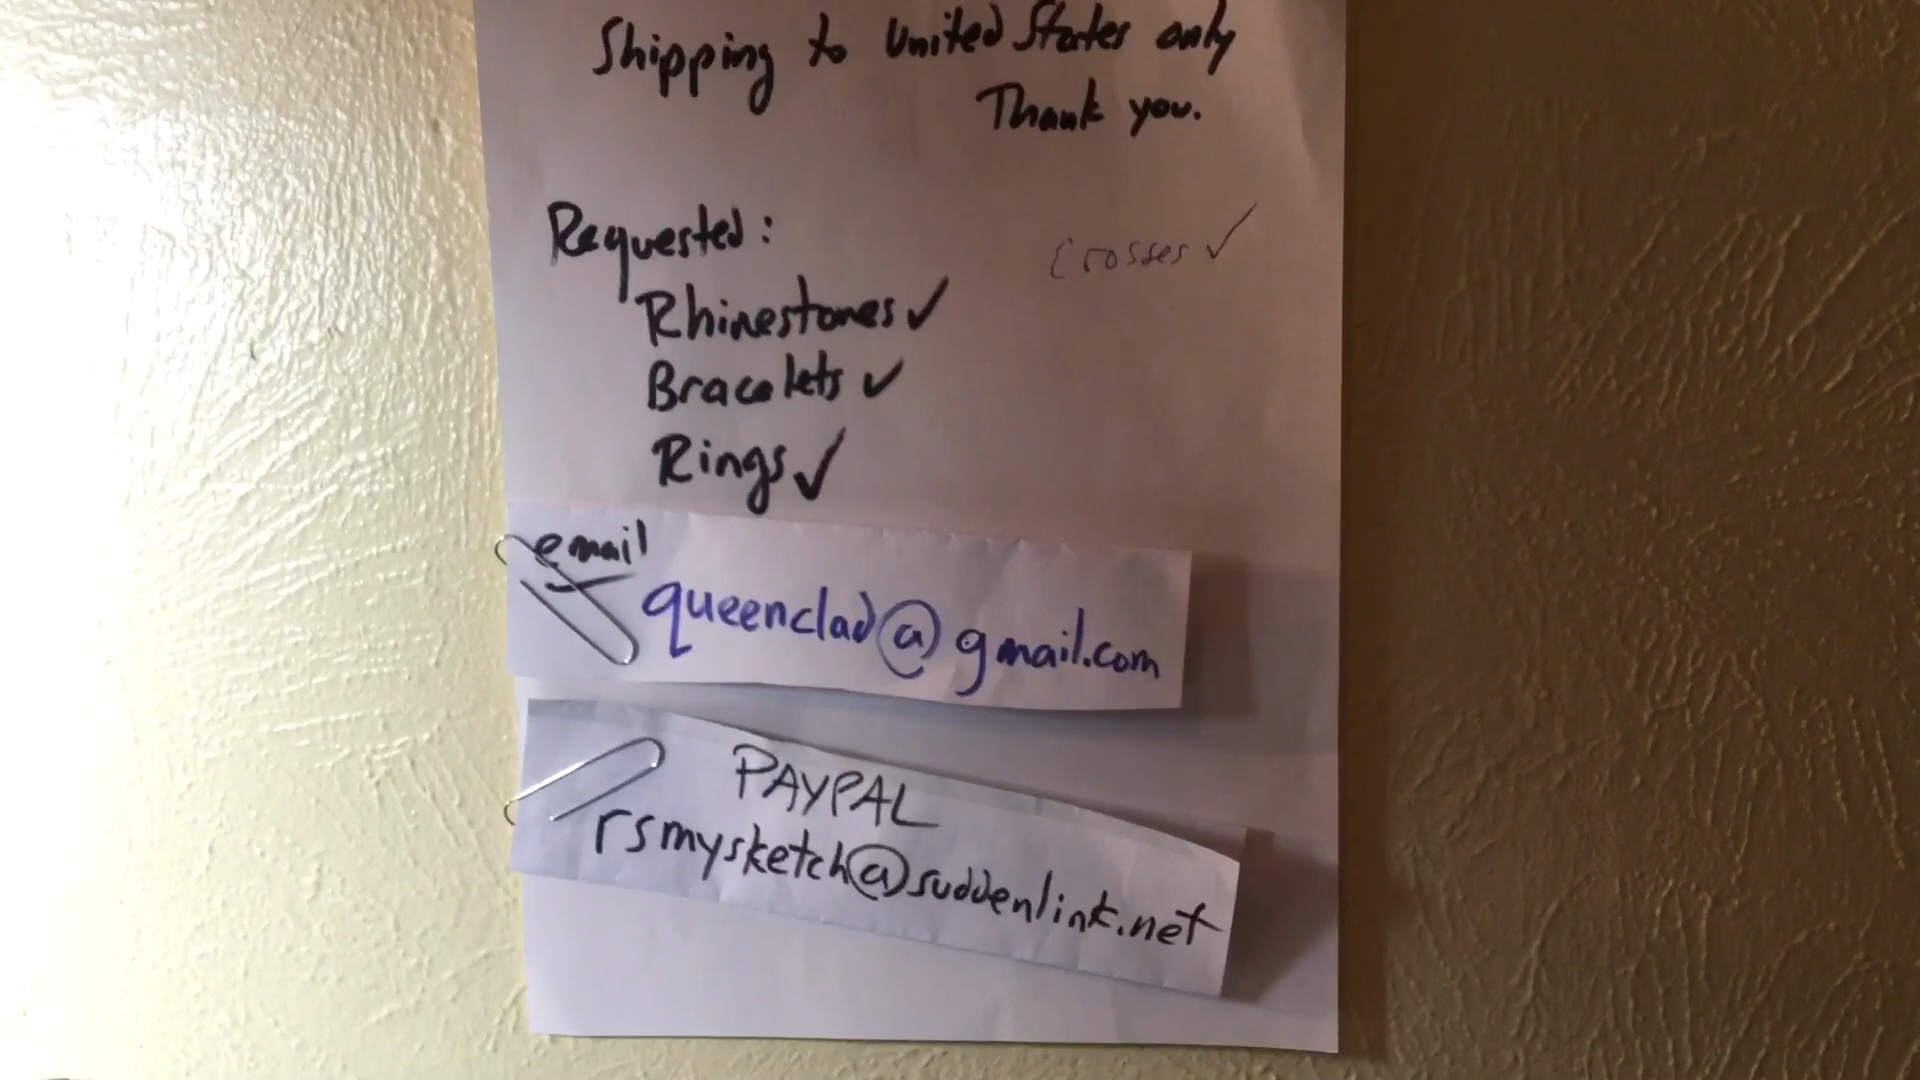 Shipping to United States only
Thank you.
Requested:
Crosses ✓
Rhinestones ✓
Bracelets ✓
Rings ✓
email
queenclad@gmail.com
PAYPAL
rsmysketch@suddenlink.net